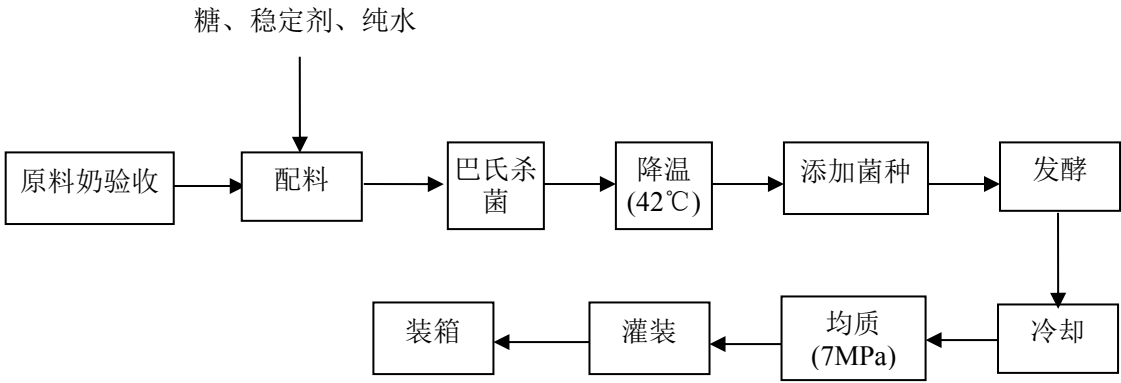 糖、稳定剂、纯水
原料奶验收
配料
巴氏杀
菌
降温
(42℃)
添加菌种
发酵
冷却
均质
(7MPa)
灌装
装箱